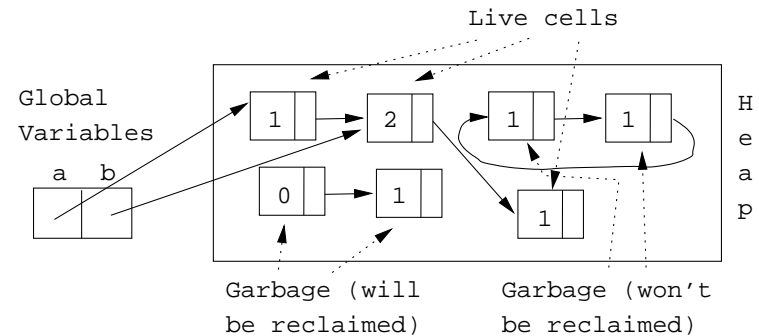 Live cells
Global
Variables
a b
1 2 1 1
0 1 1
H
e
a
p
Garbage (will
be reclaimed)
Garbage (won't
be reclaimed)